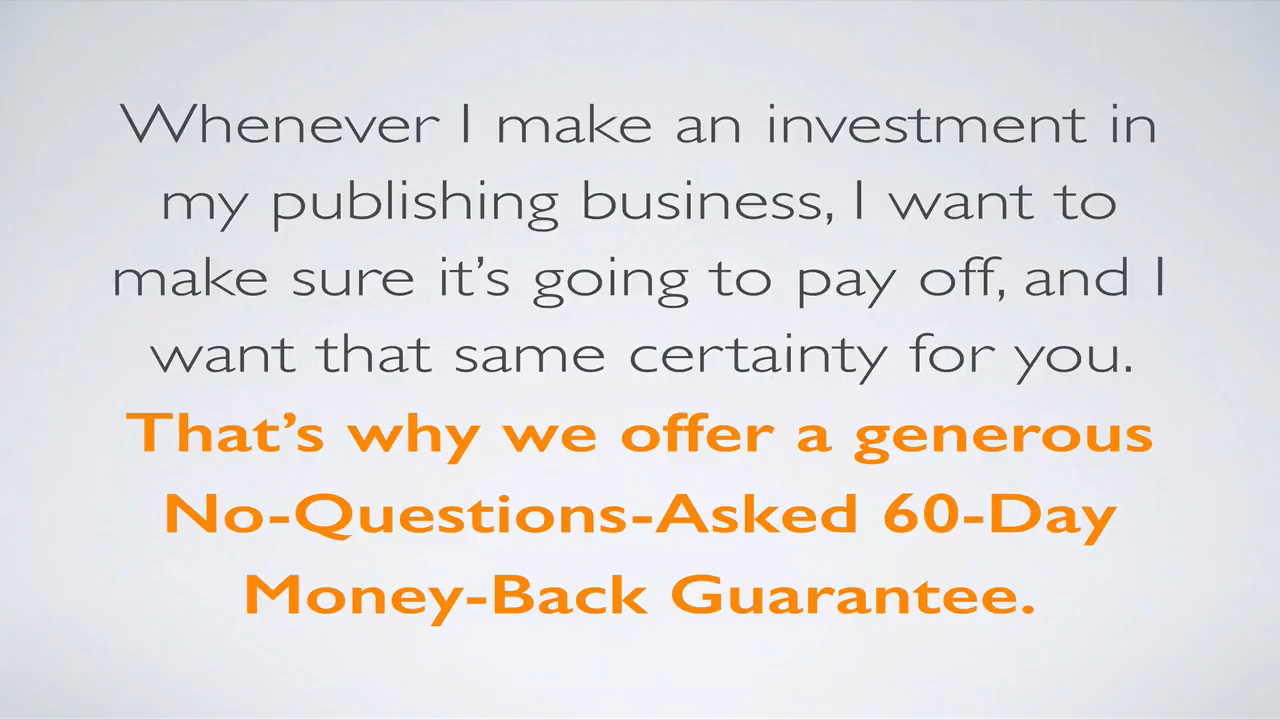 Whenever I make an investment in
my publishing business, I want to
make sure it’s going to pay off, and I
want that same certainty for you.
That’s why we offer a generous
No-Questions-Asked 60-Day
Money-Back Guarantee.